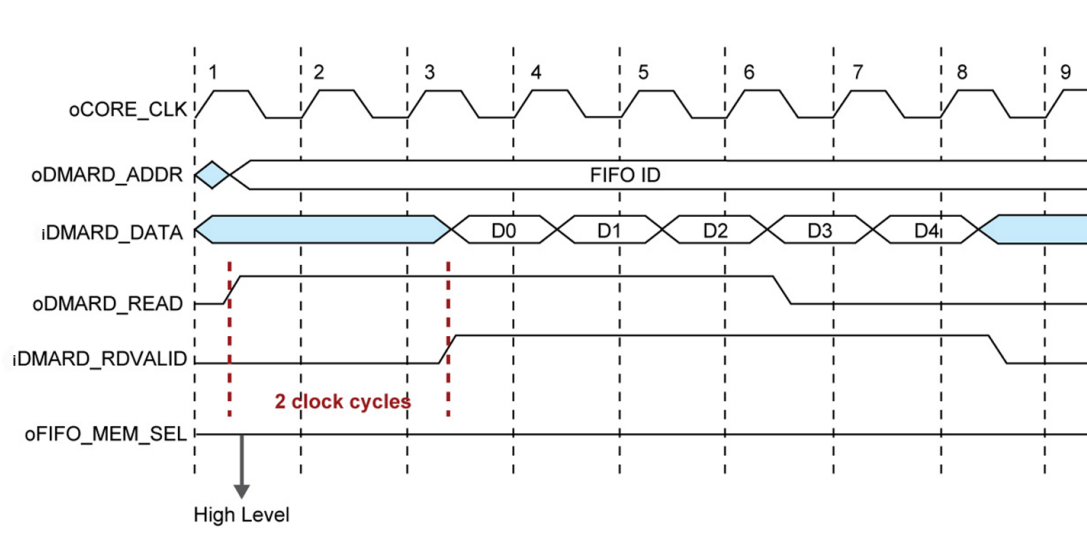 1 2 3 4 5 6 7 8 9
oCORE_CLK
oDMARD_ADDR FIFO ID
iDMARD_DATA D0 D1 D2 D3 D4
oDMARD_READ
iDMARD_RDVALID
2 clock cycles
oFIFO_MEM_SEL
High Level